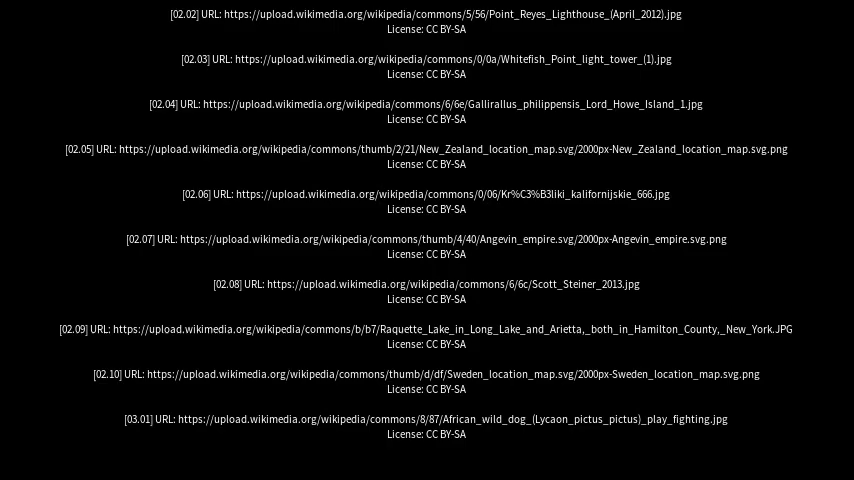 [02.02] URL: https://upload.wikimedia.org/wikipedia/commons/5/56/Point_Reyes_Lighthouse_(April_2012).jpg
License: CC BY-SA
[02.03] URL: https://upload.wikimedia.org/wikipedia/commons/0/0a/Whitefish_Point_light_tower_(1).jpg
License: CC BY-SA
[02.04] URL: https://upload.wikimedia.org/wikipedia/commons/6/6e/Gallirallus_philippensis_Lord_Howe_Island_1.jpg
License: CC BY-SA
[02.05] URL: https://upload.wikimedia.org/wikipedia/commons/thumb/2/21/New_Zealand_location_map.svg/2000px-New_Zealand_location_map.svg.png
License: CC BY-SA
[02.06] URL: https://upload.wikimedia.org/wikipedia/commons/0/06/Kr%C3%B3liki_kalifornijskie_666.jpg
License: CC BY-SA
[02.07] URL: https://upload.wikimedia.org/wikipedia/commons/thumb/4/40/Angevin_empire.svg/2000px-Angevin_empire.svg.png
License: CC BY-SA
[02.08] URL: https://upload.wikimedia.org/wikipedia/commons/6/6c/Scott_Steiner_2013.jpg
License: CC BY-SA
[02.09] URL: https://upload.wikimedia.org/wikipedia/commons/b/b7/Raquette_Lake_in_Long_Lake_and_Arietta,_both_in_Hamilton_County,_New_York.JPG
License: CC BY-SA
[02.10] URL: https://upload.wikimedia.org/wikipedia/commons/thumb/d/df/Sweden_location_map.svg/2000px-Sweden_location_map.svg.png
License: CC BY-SA
[03.01] URL: https://upload.wikimedia.org/wikipedia/commons/8/87/African_wild_dog_(Lycaon_pictus_pictus)_play_fighting.jpg
License: CC BY-SA